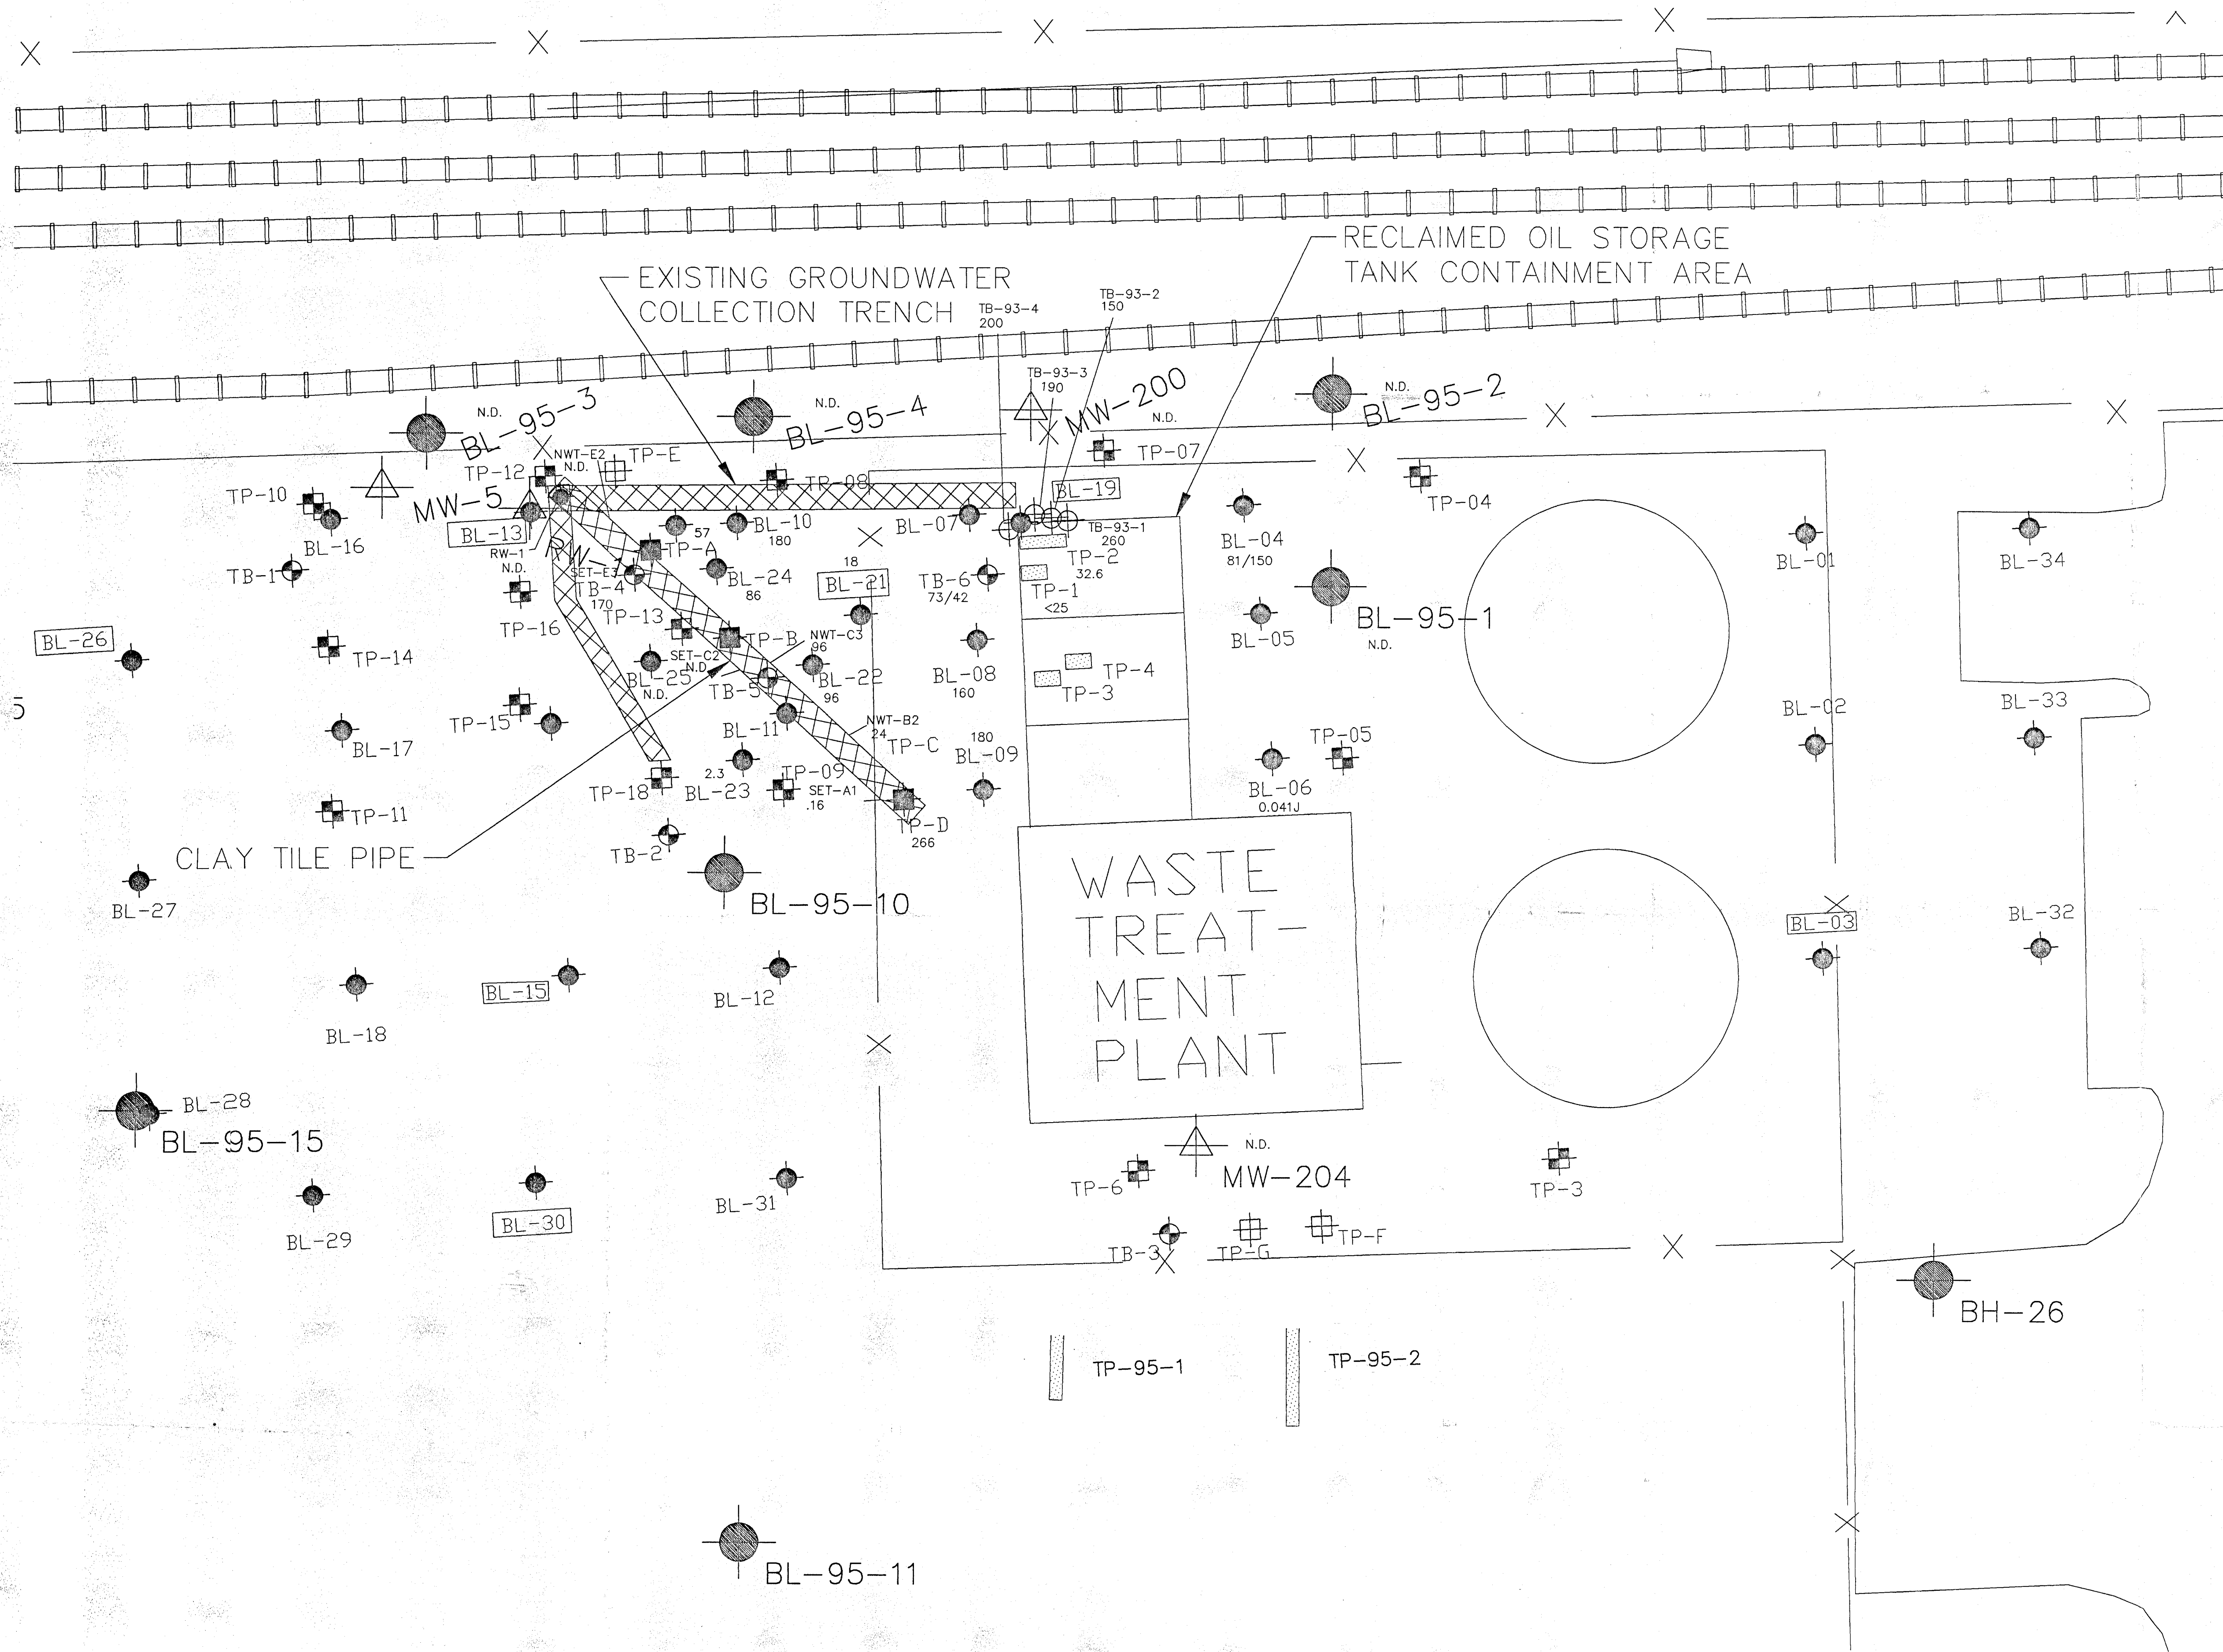 RECLAIMED OIL STORAGE
TANK CONTAINMENT AREA
EXISTING GROUNDWATER
COLLECTION TRENCH
TB-93-4
200
TB-93-2
150
TB-93-3
190
MW-200
N.D.
N.D.
BL-95-3
N.D.
BL-95-4
N.D.
BL-95-2
TP-12
NWT-E2
N.D.
TP-E
TP-08
TP-07
TP-04
TP-10
MW-5
BL-16
BL-13
RW-1
N.D.
57
TP-A
BL-10
180
BL-07
BL-19
TB-93-1
260
TP-2
32.6
TP-1
<25
BL-04
81/150
BL-01
BL-34
TB-1
SET-E3
TB-4
170
BL-24
86
18
BL-21
TB-6
73/42
TP-16
TP-13
TP-B
NWT-C3
96
BL-05
BL-95-1
N.D.
BL-26
TP-14
SET-C2
N.D.
BL-25
N.D.
TB-5
BL-22
96
BL-08
160
TP-4
TP-3
5
TP-15
BL-17
BL-11
NWT-B2
24
TP-C
180
BL-09
TP-05
BL-02
BL-33
TP-18
2.3
BL-23
TP-09
SET-A1
.16
BL-06
0.041J
TP-11
TP-D
266
TB-2
CLAY TILE PIPE
BL-27
BL-95-10
WASTE
TREAT-
MENT
PLANT
BL-03
BL-32
BL-18
BL-15
BL-12
BL-28
BL-95-15
N.D.
MW-204
TP-6
TP-3
BL-29
BL-30
BL-31
TB-3
TP-G
TP-F
BH-26
TP-95-1
TP-95-2
BL-95-11